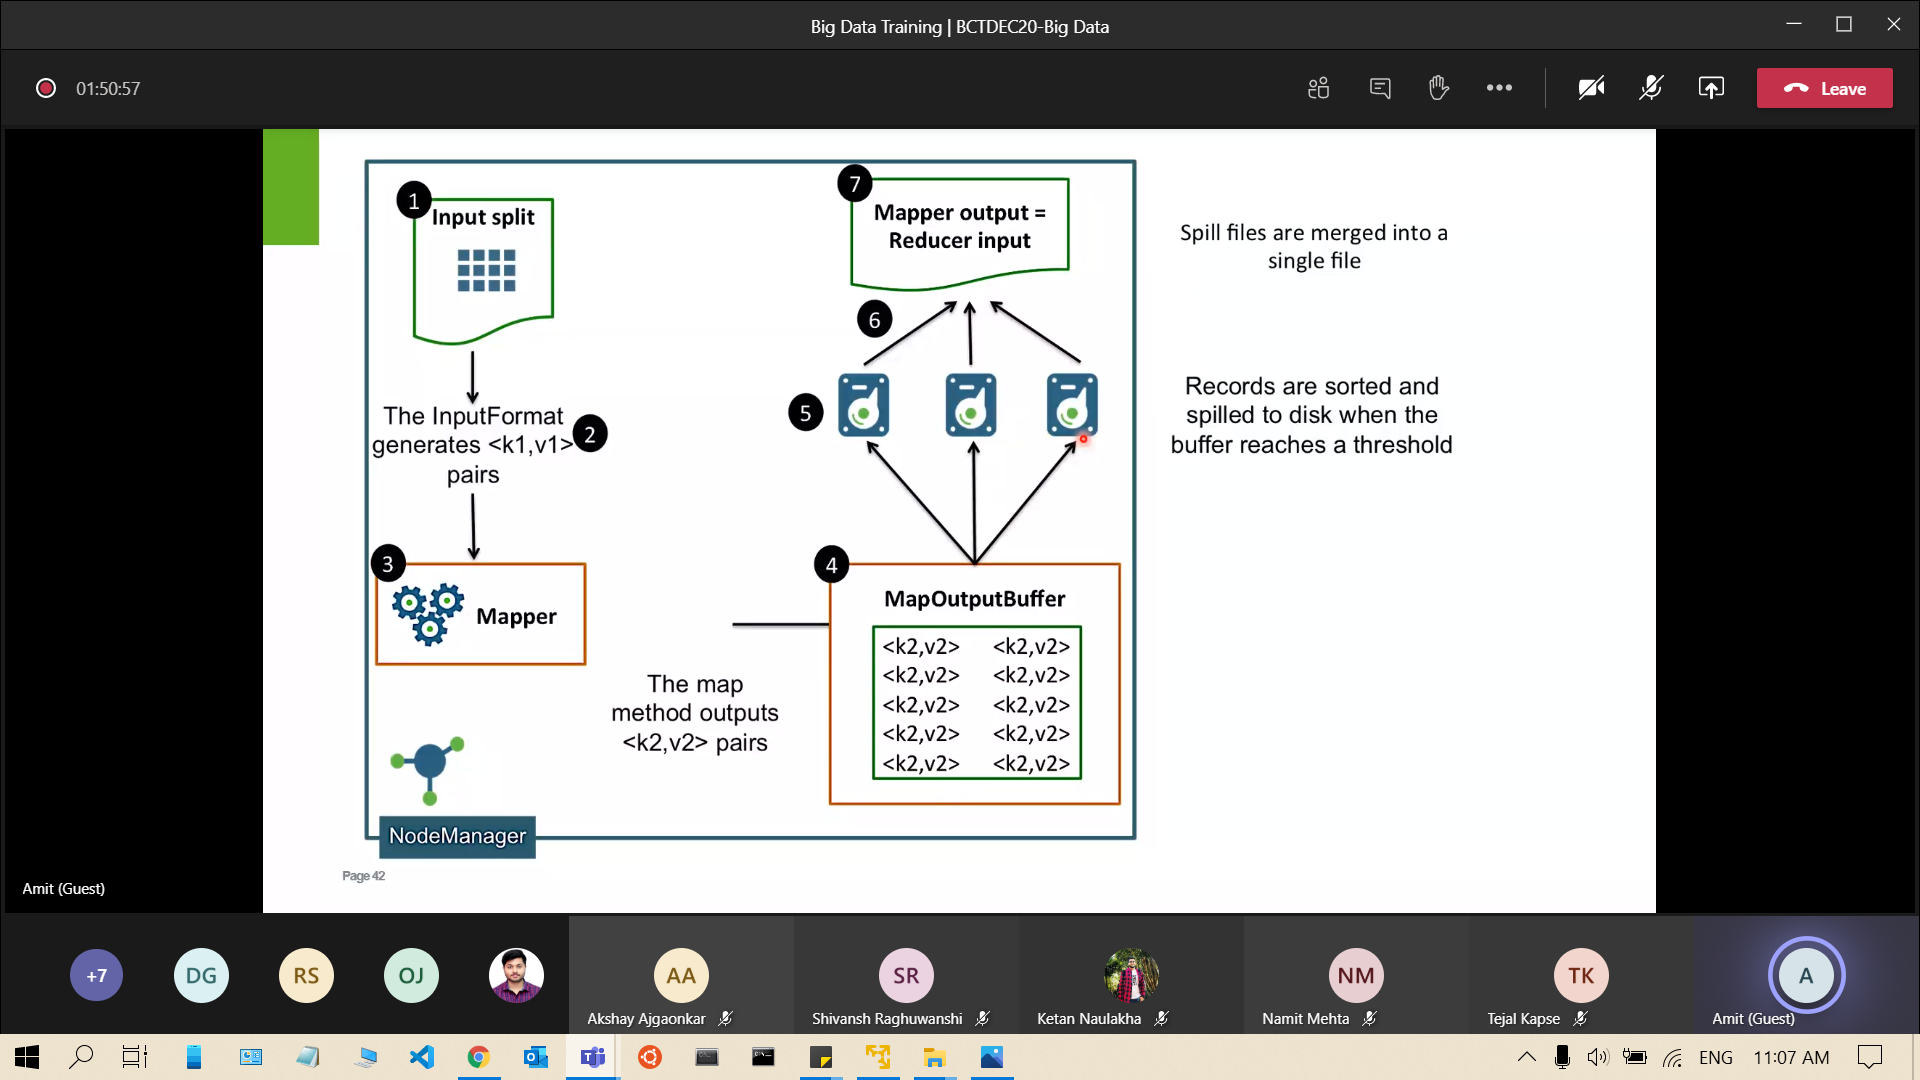 Big Data Training | BCTDEC20-Big Data
01:50:57
Leave
1
Input split
The InputFormat
generates <k1,v1>
pairs
2
3
Mapper
The map
method outputs
<k2,v2> pairs
4
MapOutputBuffer
<k2,v2> <k2,v2>
<k2,v2> <k2,v2>
<k2,v2> <k2,v2>
<k2,v2> <k2,v2>
<k2,v2> <k2,v2>
5
6
7
Mapper output =
Reducer input
Spill files are merged into a
single file
Records are sorted and
spilled to disk when the
buffer reaches a threshold
NodeManager
Page 42
Amit (Guest)
+7
DG
RS
OJ
AA
Akshay Ajgaonkar
SR
Shivansh Raghuwanshi
Ketan Naulakha
NM
Namit Mehta
TK
Tejal Kapse
A
Amit (Guest)
ENG
11:07 AM